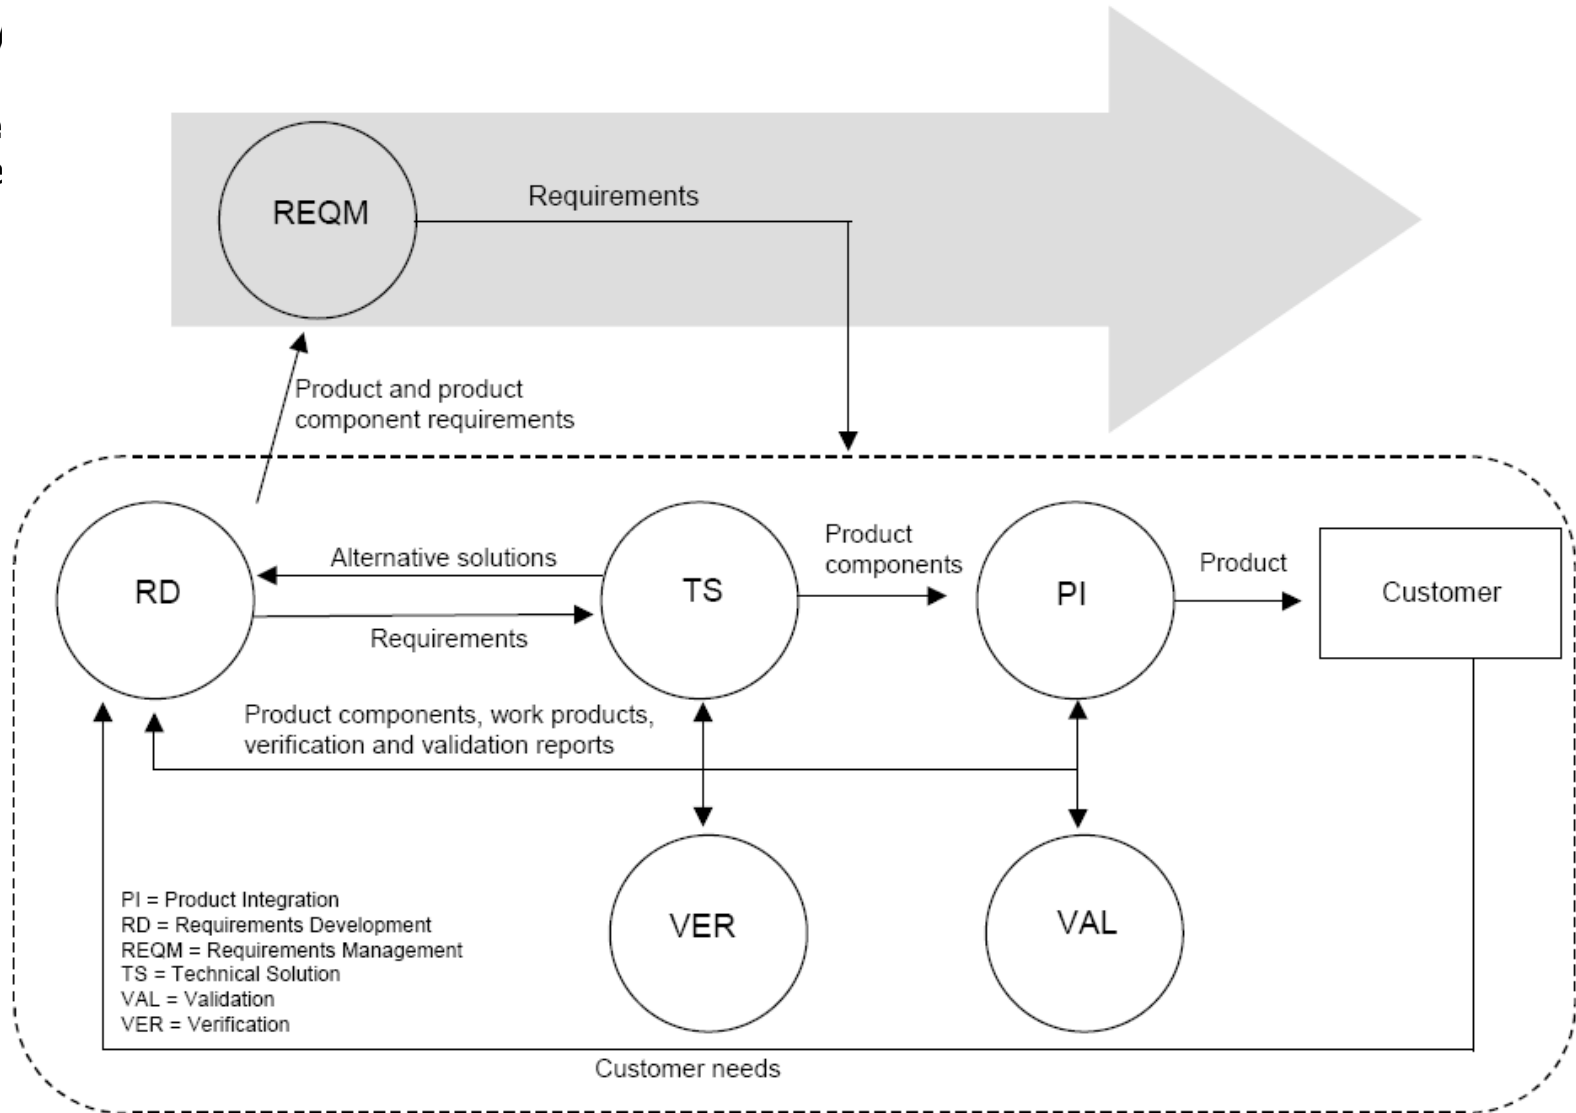 REQM
Requirements
Product and product
component requirements
RD
Alternative solutions
Requirements
TS
Product
components
PI
Product
Customer
Product components, work products,
verification and validation reports
VER
VAL
PI = Product Integration
RD = Requirements Development
REQM = Requirements Management
TS = Technical Solution
VAL = Validation
VER = Verification
Customer needs